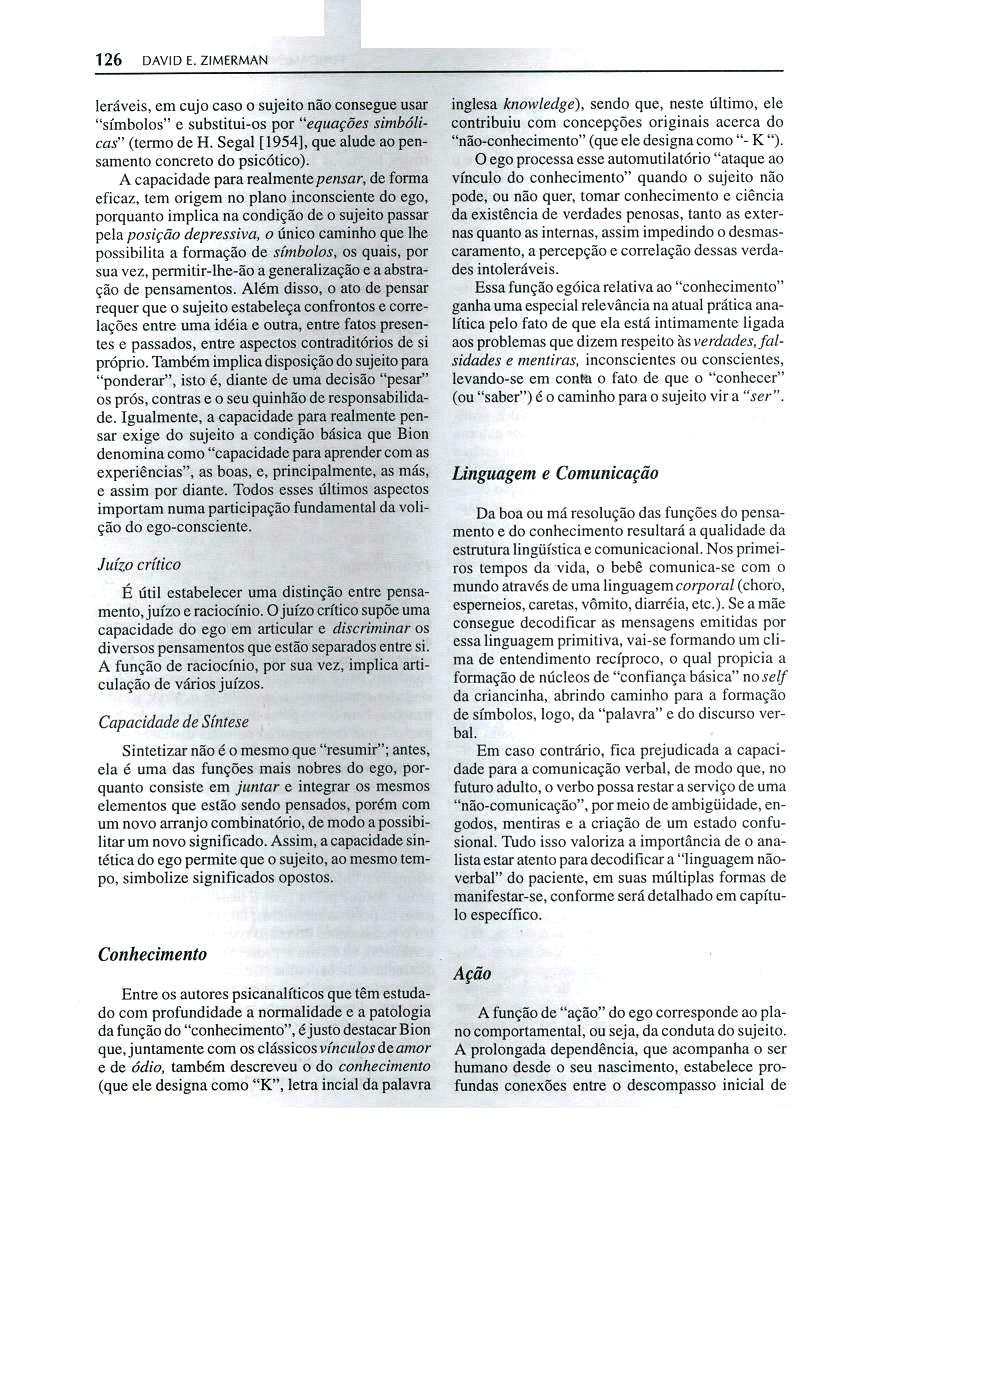 126 DAVID E. ZIMERMAN
leráveis, em cujo caso o sujeito não consegue usar
“símbolos” e substitui-os por “equações simbóli-
cas” (termo de H. Segal [1954], que alude ao pen-
samento concreto do psicótico).
A capacidade para realmente pensar, de forma
eficaz, tem origem no plano inconsciente do ego,
porquanto implica na condição de o sujeito passar
pela posição depressiva, o único caminho que lhe
possibilita a formação de símbolos, os quais, por
sua vez, permitir-lhe-ão a generalização e a abstra-
ção de pensamentos. Além disso, o ato de pensar
requer que o sujeito estabeleça confrontos e corre-
lações entre uma idéia e outra, entre fatos presen-
tes e passados, entre aspectos contraditórios de si
próprio. Também implica disposição do sujeito para
“ponderar”, isto é, diante de uma decisão “pesar”
os prós, contras e o seu quinhão de responsabilida-
de. Igualmente, a capacidade para realmente pen-
sar exige do sujeito a condição básica que Bion
denomina como “capacidade para aprender com as
experiências”, as boas, e, principalmente, as más,
e assim por diante. Todos esses últimos aspectos
importam numa participação fundamental da voli-
ção do ego-consciente.
Juízo crítico
É útil estabelecer uma distinção entre pensa-
mento, juízo e raciocínio. O juízo crítico supõe uma
capacidade do ego em articular e discriminar os
diversos pensamentos que estão separados entre si.
A função de raciocínio, por sua vez, implica arti-
culação de vários juízos.
Capacidade de Síntese
Sintetizar não é o mesmo que “resumir”; antes,
ela é uma das funções mais nobres do ego, por-
quanto consiste em juntar e integrar os mesmos
elementos que estão sendo pensados, porém com
um novo arranjo combinatório, de modo a possibi-
litar um novo significado. Assim, a capacidade sin-
tética do ego permite que o sujeito, ao mesmo tem-
po, simbolize significados opostos.
Conhecimento
Entre os autores psicanalíticos que têm estuda-
do com profundidade a normalidade e a patologia
da função do “conhecimento”, é justo destacar Bion
que, juntamente com os clássicos vínculos de amor
e de ódio, também descreveu o do conhecimento
(que ele designa como “K”, letra incial da palavra
inglesa knowledge), sendo que, neste último, ele
contribuiu com concepções originais acerca do
“não-conhecimento” (que ele designa como “- K “).
O ego processa esse automutilatório “ataque ao
vínculo do conhecimento” quando o sujeito não
pode, ou não quer, tomar conhecimento e ciência
da existência de verdades penosas, tanto as exter-
nas quanto as internas, assim impedindo o desmas-
caramento, a percepção e correlação dessas verda-
des intoleráveis.
Essa função egóica relativa ao “conhecimento”
ganha uma especial relevância na atual prática ana-
lítica pelo fato de que ela está intimamente ligada
aos problemas que dizem respeito às verdades, fal-
sidades e mentiras, inconscientes ou conscientes,
levando-se em conta o fato de que o “conhecer”
(ou “saber”) é o caminho para o sujeito vir a “ser”.
Linguagem e Comunicação
Da boa ou má resolução das funções do pensa-
mento e do conhecimento resultará a qualidade da
estrutura lingüística e comunicacional. Nos primei-
ros tempos da vida, o bebê comunica-se com o
mundo através de uma linguagem corporal (choro,
esperneios, caretas, vômito, diarréia, etc.). Se a mãe
consegue decodificar as mensagens emitidas por
essa linguagem primitiva, vai-se formando um cli-
ma de entendimento recíproco, o qual propicia a
formação de núcleos de “confiança básica” no self
da criancinha, abrindo caminho para a formação
de símbolos, logo, da “palavra” e do discurso ver-
bal.
Em caso contrário, fica prejudicada a capaci-
dade para a comunicação verbal, de modo que, no
futuro adulto, o verbo possa restar a serviço de uma
“não-comunicação”, por meio de ambigüidade, en-
godos, mentiras e a criação de um estado confu-
sional. Tudo isso valoriza a importância de o ana-
lista estar atento para decodificar a “linguagem não-
verbal” do paciente, em suas múltiplas formas de
manifestar-se, conforme será detalhado em capítu-
lo específico.
Ação
A função de “ação” do ego corresponde ao pla-
no comportamental, ou seja, da conduta do sujeito.
A prolongada dependência, que acompanha o ser
humano desde o seu nascimento, estabelece pro-
fundas conexões entre o descompasso inicial de